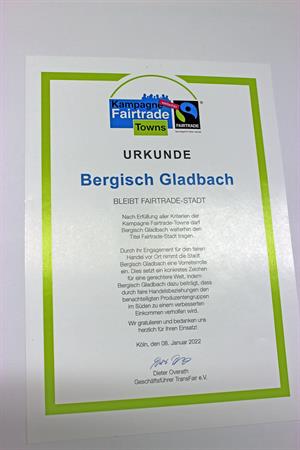 Kampagne
Fairtrade
Towns
FAIRTRADE
URKUNDE
Bergisch Gladbach
BLEIBT FAIRTRADE-STADT
Nach Erfüllung aller Kriterien der
Kampagne Fairtrade-Towns darf
Bergisch Gladbach weiterhin den
Titel Fairtrade-Stadt tragen.
Durch ihr Engagement für den fairen
Handel vor Ort nimmt die Stadt
Bergisch Gladbach eine Vorreiterrolle
ein. Dies setzt ein konkretes Zeichen
für eine gerechtere Welt, indem
Bergisch Gladbach dazu beiträgt, dass
durch faire Handelsbeziehungen den
benachteiligten Produzentengruppen
im Süden zu einem verbesserten
Einkommen verholfen wird.
Wir gratulieren und bedanken uns
herzlich für Ihren Einsatz!
Köln, den 08. Januar 2022
Dieter Overath
Geschäftsführer TransFair e.V.